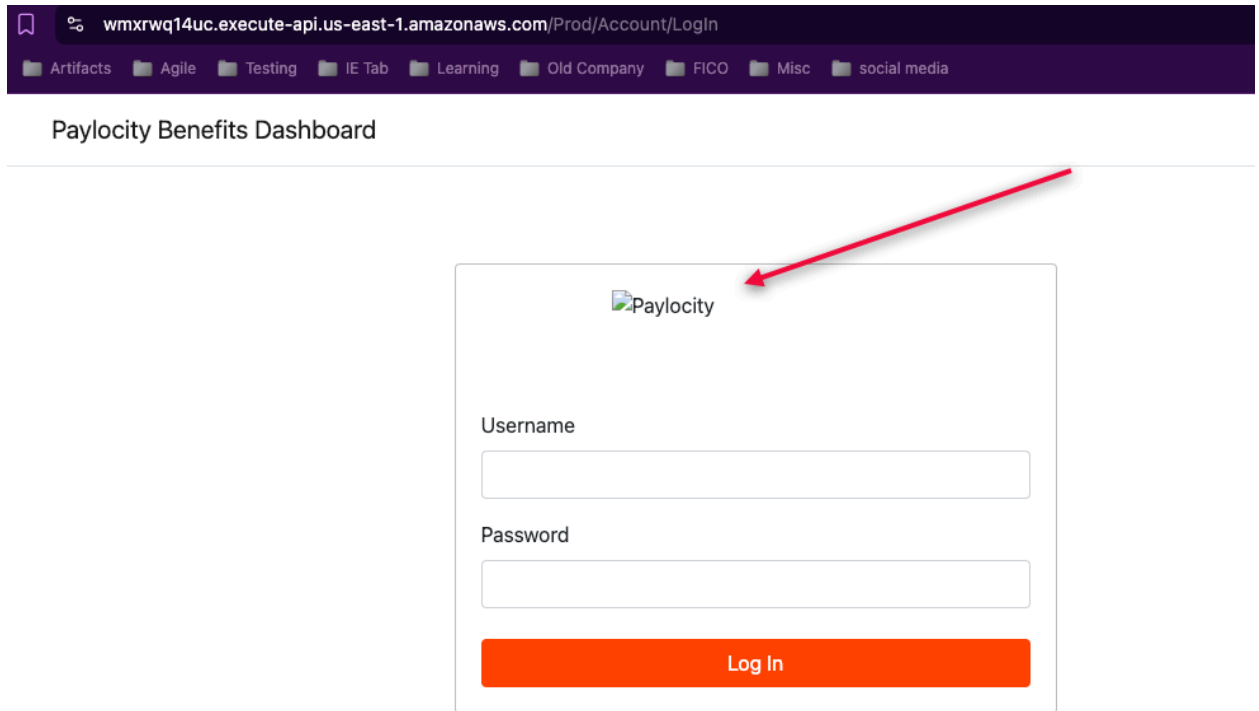 wmxrwq14uc.execute-api.us-east-1.amazonaws.com/Prod/Account/LogIn
Artifacts Agile Testing IE Tab Learning Old Company FICO Misc social media
Paylocity Benefits Dashboard
Paylocity
Username
Password
Log In